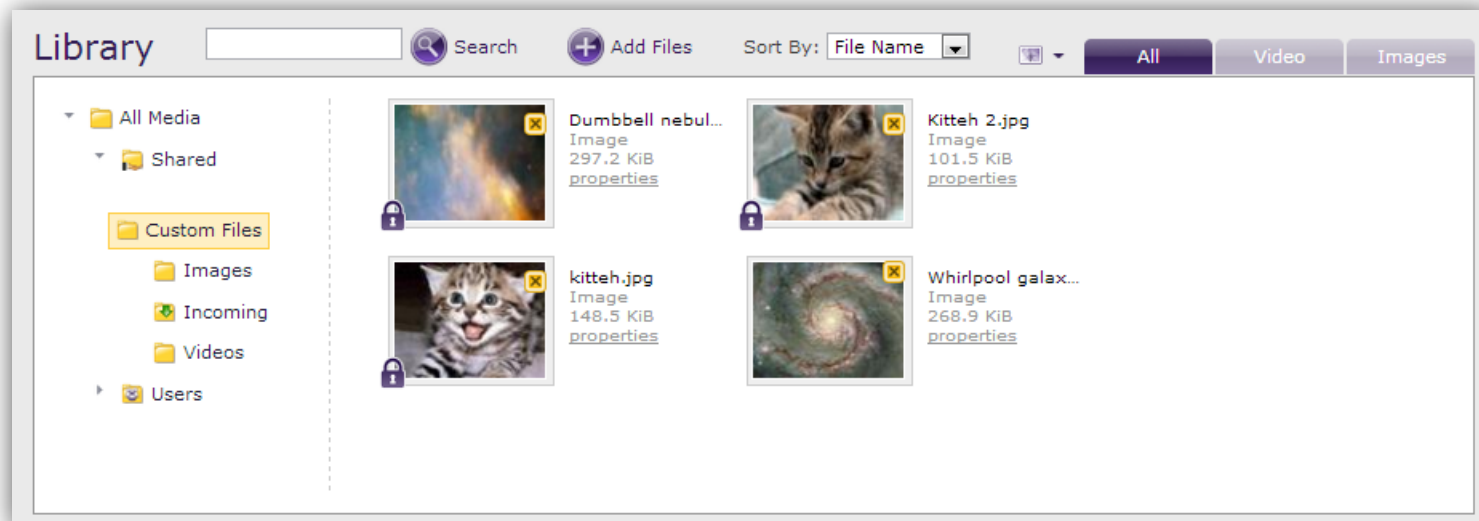 Library
Search
Add Files
Sort By: File Name
All
Video
Images
All Media
Shared
Custom Files
Images
Incoming
Videos
Users
Dumbbell nebul...
Image
297.2 KiB
properties
Kitteh 2.jpg
Image
101.5 KiB
properties
kitteh.jpg
Image
148.5 KiB
properties
Whirlpool galax...
Image
268.9 KiB
properties